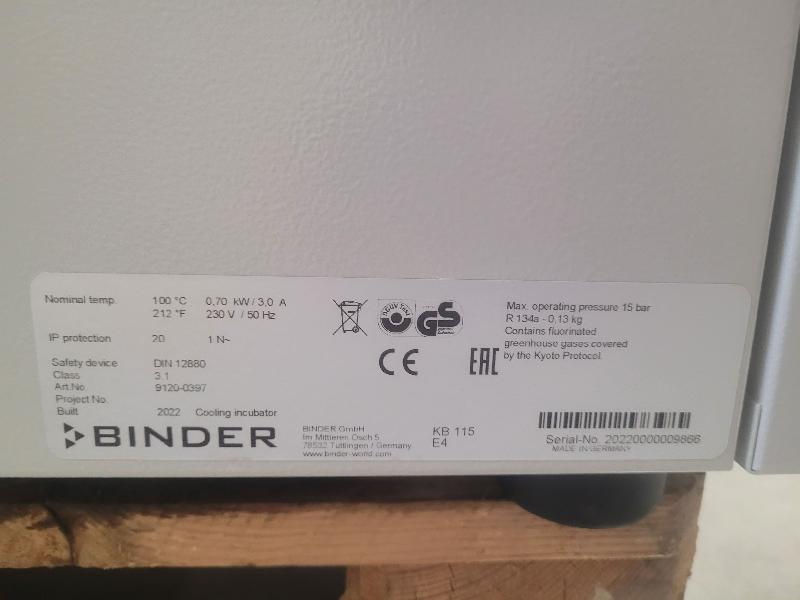 Nominal temp. 100 °C 0,70 kW / 3,0 A
212 °F 230 V / 50 Hz
IP protection 20 1 N~
Safety device DIN 12880
Class 3.1
Art.No. 9120-0397
Project No.
Built 2022 Cooling incubator
BINDER
BINDER GmbH
Im Mittleren Ösch 5
78532 Tuttlingen / Germany
www.binder-world.com
KB 115
E4
GS
CE
EAC
Max. operating pressure 15 bar
R 134a - 0,13 kg
Contains fluorinated
greenhouse gases covered
by the Kyoto Protocol.
Serial-No. 20220000009866
MADE IN GERMANY